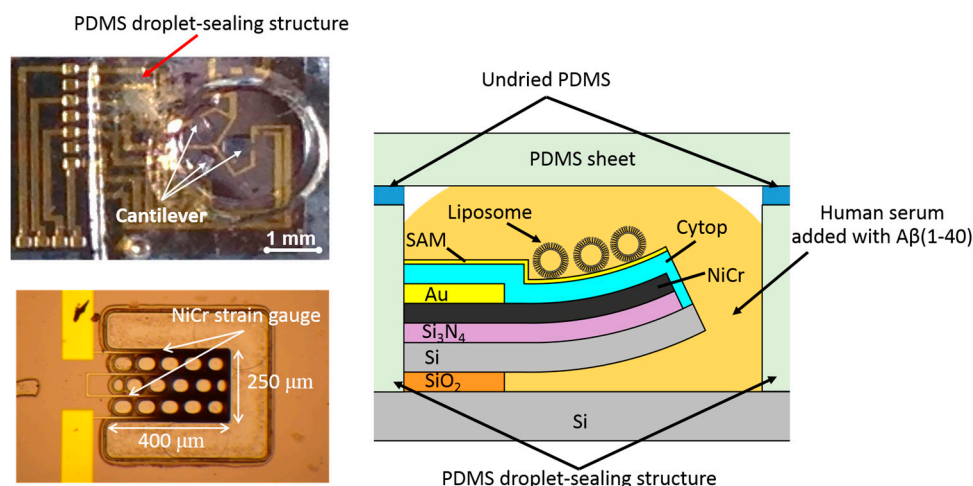 PDMS droplet-sealing structure
Cantilever
1 mm
NiCr strain gauge
250 μm
400 μm
Undried PDMS
PDMS sheet
Liposome
SAM
Cytop
Human serum
added with Aβ(1-40)
NiCr
Au
Si₃N₄
Si
SiO₂
Si
PDMS droplet-sealing structure